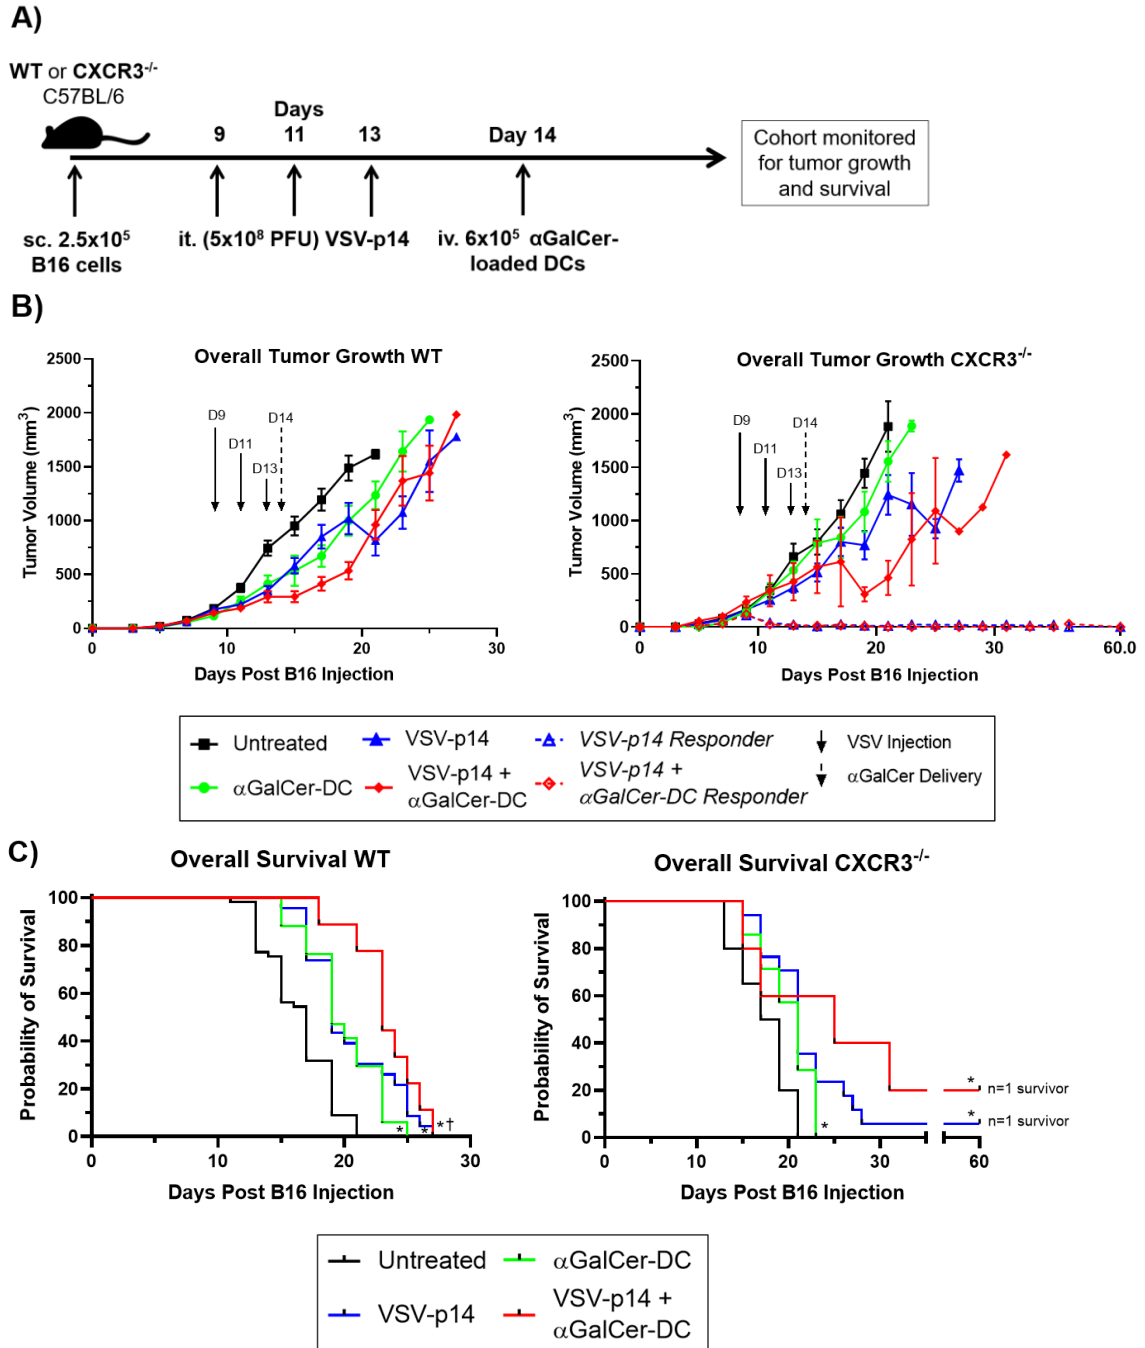 A)
WT or CXCR3-/-
C57BL/6
Days
9 11 13 Day 14
Cohort monitored
for tumor growth
and survival
sc. 2.5x10⁵
B16 cells
it. (5x10⁸ PFU) VSV-p14
iv. 6x10⁵ αGalCer-
loaded DCs
B)
Overall Tumor Growth WT
Tumor Volume (mm³)
2500
2000
1500
1000
500
0
D9
D11
D13
D14
0 10 20 30
Days Post B16 Injection
Overall Tumor Growth CXCR3-/-
Tumor Volume (mm³)
2500
2000
1500
1000
500
0
D9
D11
D13
D14
0 10 20 30 60.0
Days Post B16 Injection
Untreated
αGalCer-DC
VSV-p14
VSV-p14 +
αGalCer-DC
VSV-p14 Responder
VSV-p14 +
αGalCer-DC Responder
VSV Injection
αGalCer Delivery
C)
Overall Survival WT
Probability of Survival
100
80
60
40
20
0
* * *†
0 10 20 30
Days Post B16 Injection
Overall Survival CXCR3-/-
Probability of Survival
100
80
60
40
20
0
*
* n=1 survivor
* n=1 survivor
0 10 20 30 60
Days Post B16 Injection
Untreated
αGalCer-DC
VSV-p14
VSV-p14 +
αGalCer-DC